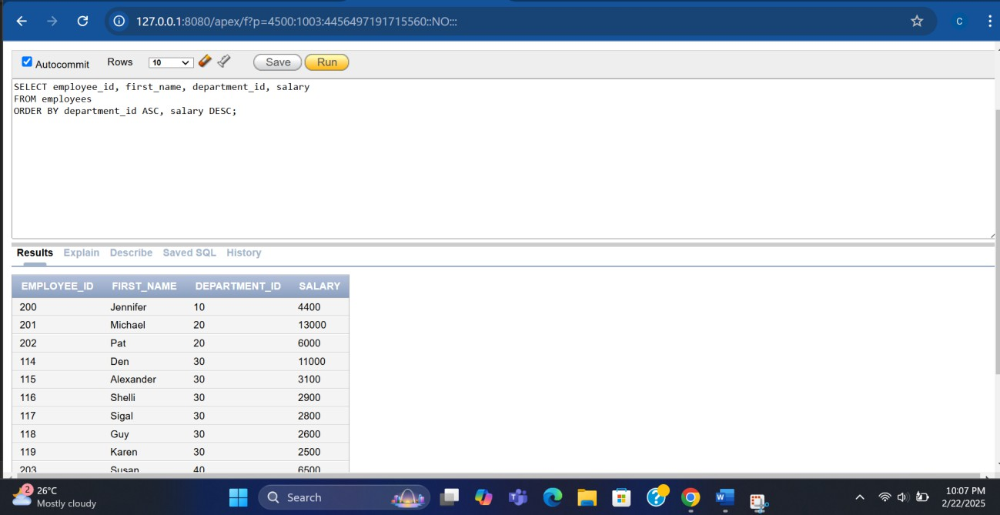 127.0.0.1:8080/apex/f?p=4500:1003:4456497191715560::NO:::
C
Autocommit Rows 10 Save Run
SELECT employee_id, first_name, department_id, salary
FROM employees
ORDER BY department_id ASC, salary DESC;
Results Explain Describe Saved SQL History
EMPLOYEE_ID FIRST_NAME DEPARTMENT_ID SALARY
200 Jennifer 10 4400
201 Michael 20 13000
202 Pat 20 6000
114 Den 30 11000
115 Alexander 30 3100
116 Shelli 30 2900
117 Sigal 30 2800
118 Guy 30 2600
119 Karen 30 2500
203 Susan 40 6500
2 26°C
Mostly cloudy
Search
10:07 PM
2/22/2025